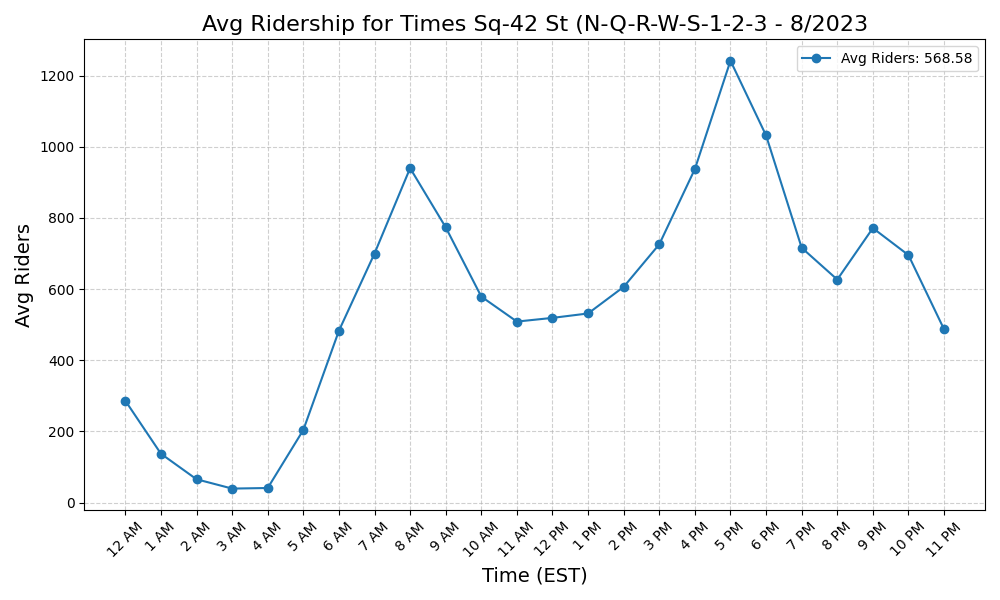 Avg Ridership for Times Sq-42 St (N-Q-R-W-S-1-2-3 - 8/2023
Avg Riders: 568.58
Avg Riders
1200
1000
800
600
400
200
0
12 AM
1 AM
2 AM
3 AM
4 AM
5 AM
6 AM
7 AM
8 AM
9 AM
10 AM
11 AM
12 PM
1 PM
2 PM
3 PM
4 PM
5 PM
6 PM
7 PM
8 PM
9 PM
10 PM
11 PM
Time (EST)